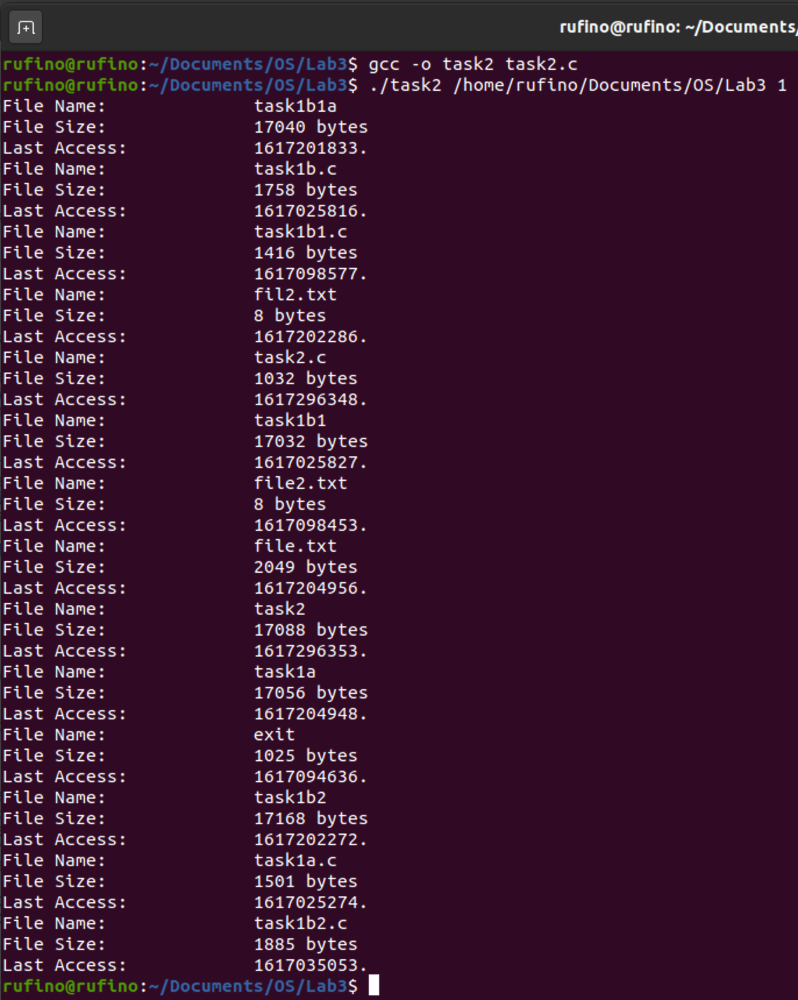 rufino@rufino: ~/Documents/
rufino@rufino:~/Documents/OS/Lab3$ gcc -o task2 task2.c
rufino@rufino:~/Documents/OS/Lab3$ ./task2 /home/rufino/Documents/OS/Lab3 1
File Name: task1b1a
File Size: 17040 bytes
Last Access: 1617201833.
File Name: task1b.c
File Size: 1758 bytes
Last Access: 1617025816.
File Name: task1b1.c
File Size: 1416 bytes
Last Access: 1617098577.
File Name: fil2.txt
File Size: 8 bytes
Last Access: 1617202286.
File Name: task2.c
File Size: 1032 bytes
Last Access: 1617296348.
File Name: task1b1
File Size: 17032 bytes
Last Access: 1617025827.
File Name: file2.txt
File Size: 8 bytes
Last Access: 1617098453.
File Name: file.txt
File Size: 2049 bytes
Last Access: 1617204956.
File Name: task2
File Size: 17088 bytes
Last Access: 1617296353.
File Name: task1a
File Size: 17056 bytes
Last Access: 1617204948.
File Name: exit
File Size: 1025 bytes
Last Access: 1617094636.
File Name: task1b2
File Size: 17168 bytes
Last Access: 1617202272.
File Name: task1a.c
File Size: 1501 bytes
Last Access: 1617025274.
File Name: task1b2.c
File Size: 1885 bytes
Last Access: 1617035053.
rufino@rufino:~/Documents/OS/Lab3$